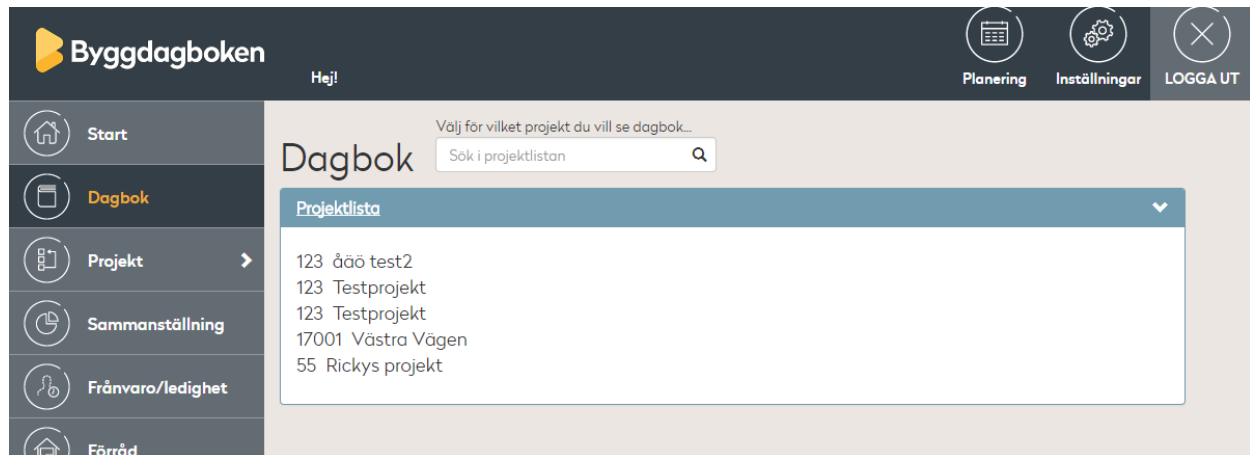 Byggdagboken
Hej!
Planering
Inställningar
LOGGA UT
Start
Dagbok
Projekt
Sammanställning
Frånvaro/ledighet
Förråd
Välj för vilket projekt du vill se dagbok...
Dagbok
Sök i projektlistan
Projektlista
123 åäö test2
123 Testprojekt
123 Testprojekt
17001 Västra Vägen
55 Rickys projekt